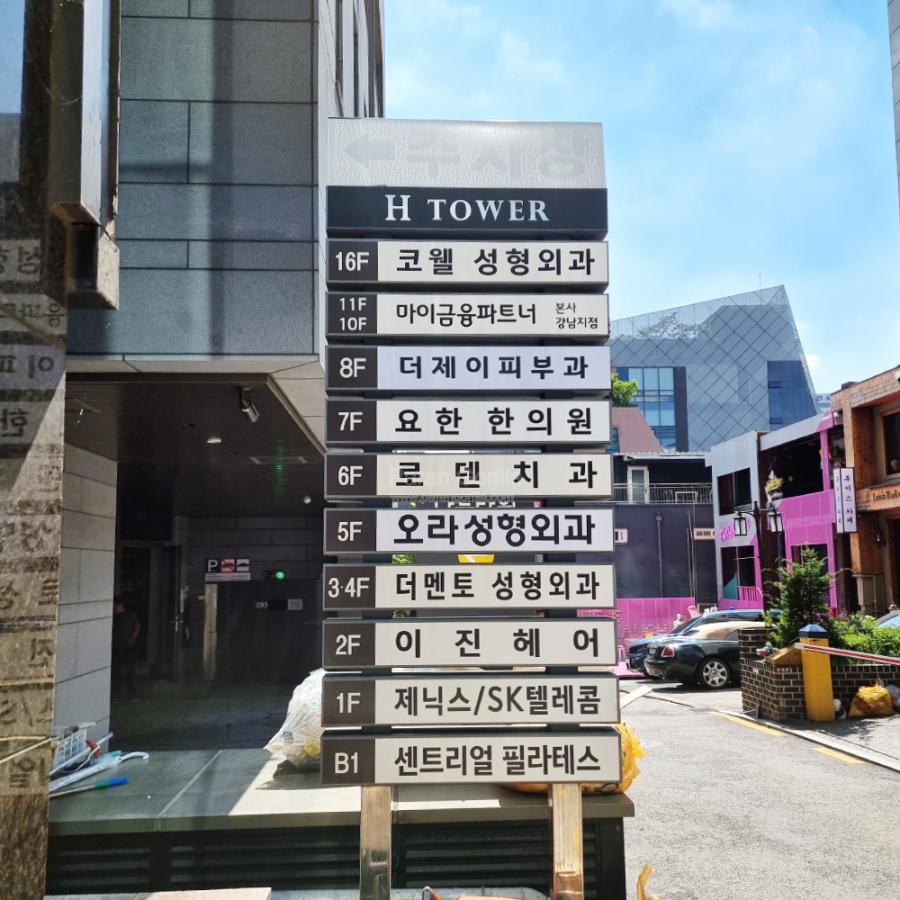 H TOWER
16F 코웰 성형외과
11F 10F 마이금융파트너 본사 강남지점
8F 더제이피부과
7F 요한 한의원
6F 로덴치과
5F 오라성형외과
3·4F 더멘토 성형외과
2F 이진헤어
1F 제닉스/SK텔레콤
B1 센트리얼 필라테스
P